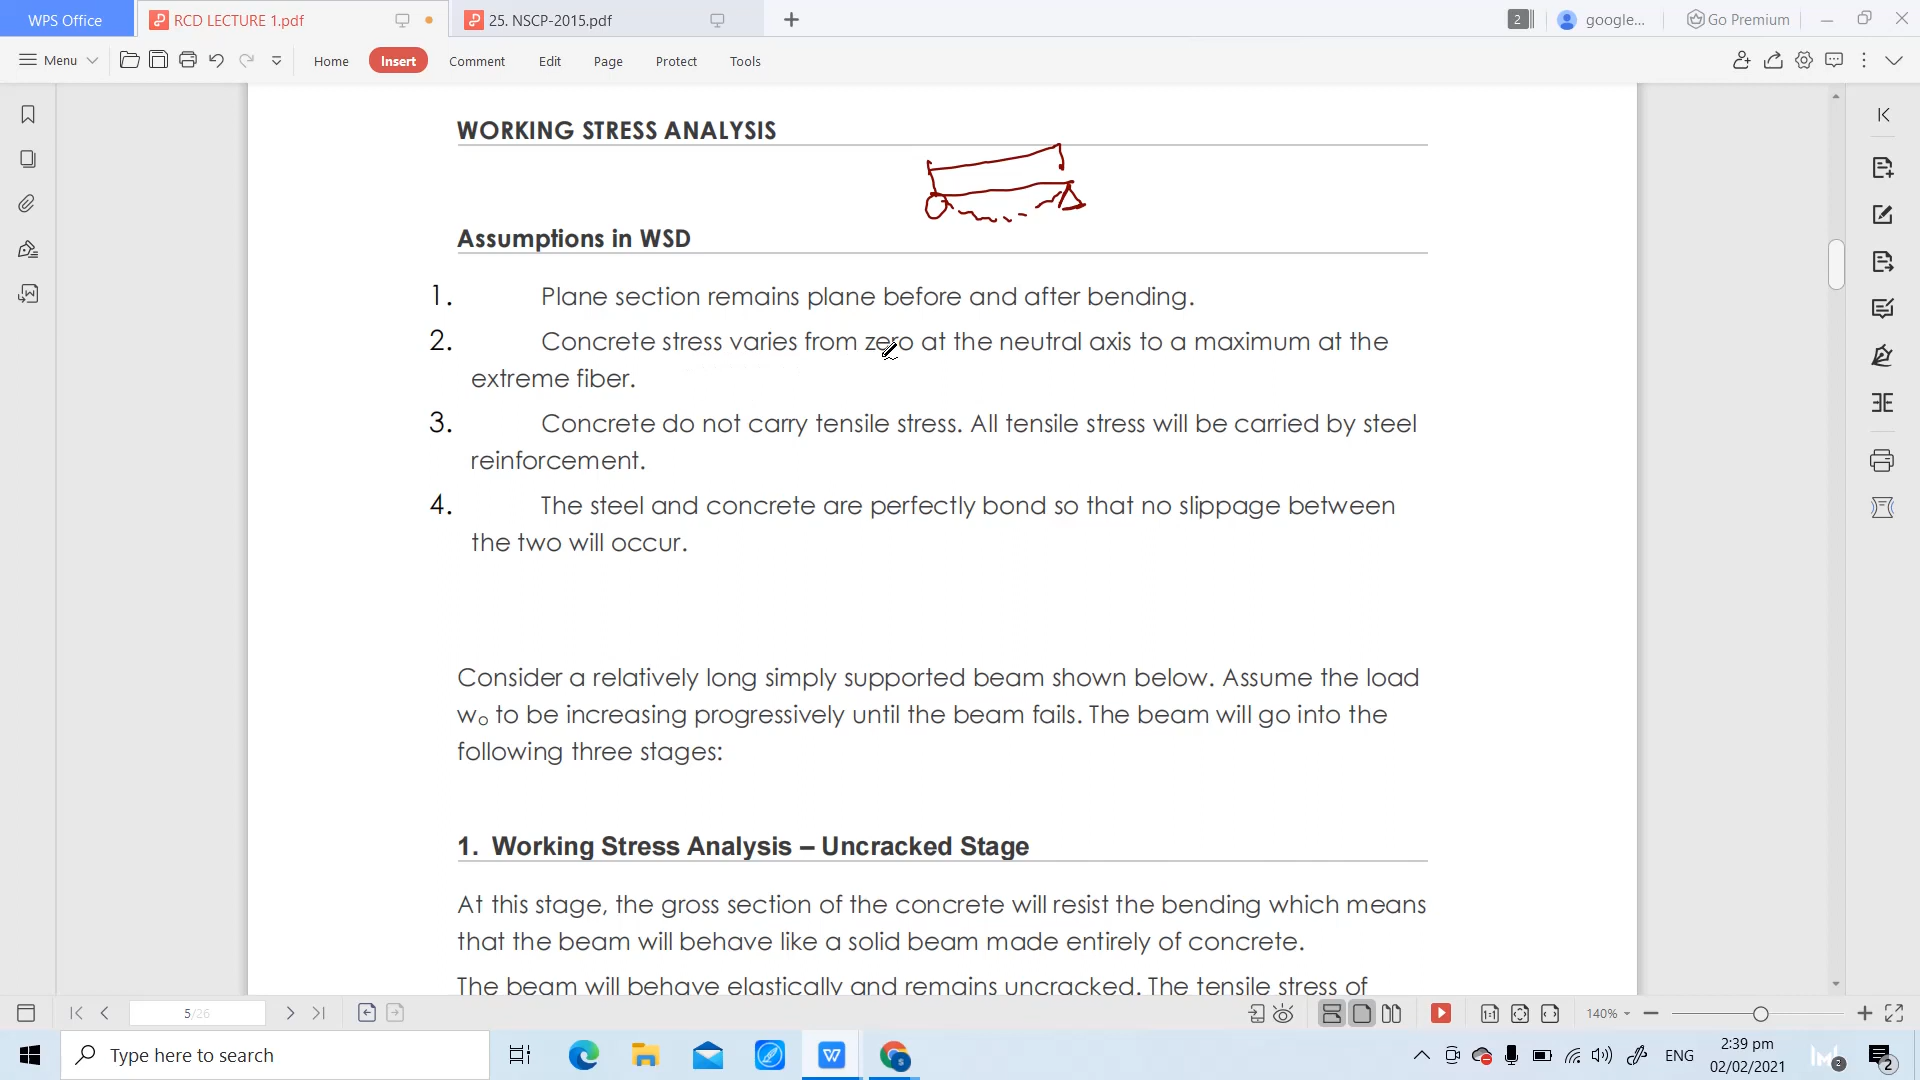 WPS Office
RCD LECTURE 1.pdf
25. NSCP-2015.pdf
2
google...
Go Premium
Menu
Home
Insert
Comment
Edit
Page
Protect
Tools
WORKING STRESS ANALYSIS
Assumptions in WSD
1. Plane section remains plane before and after bending.
2. Concrete stress varies from zero at the neutral axis to a maximum at the
extreme fiber.
3. Concrete do not carry tensile stress. All tensile stress will be carried by steel
reinforcement.
4. The steel and concrete are perfectly bond so that no slippage between
the two will occur.
Consider a relatively long simply supported beam shown below. Assume the load
wₒ to be increasing progressively until the beam fails. The beam will go into the
following three stages:
1. Working Stress Analysis – Uncracked Stage
At this stage, the gross section of the concrete will resist the bending which means
that the beam will behave like a solid beam made entirely of concrete.
The beam will behave elastically and remains uncracked. The tensile stress of
5/26
140%
Type here to search
ENG
2:39 pm
02/02/2021
2
2